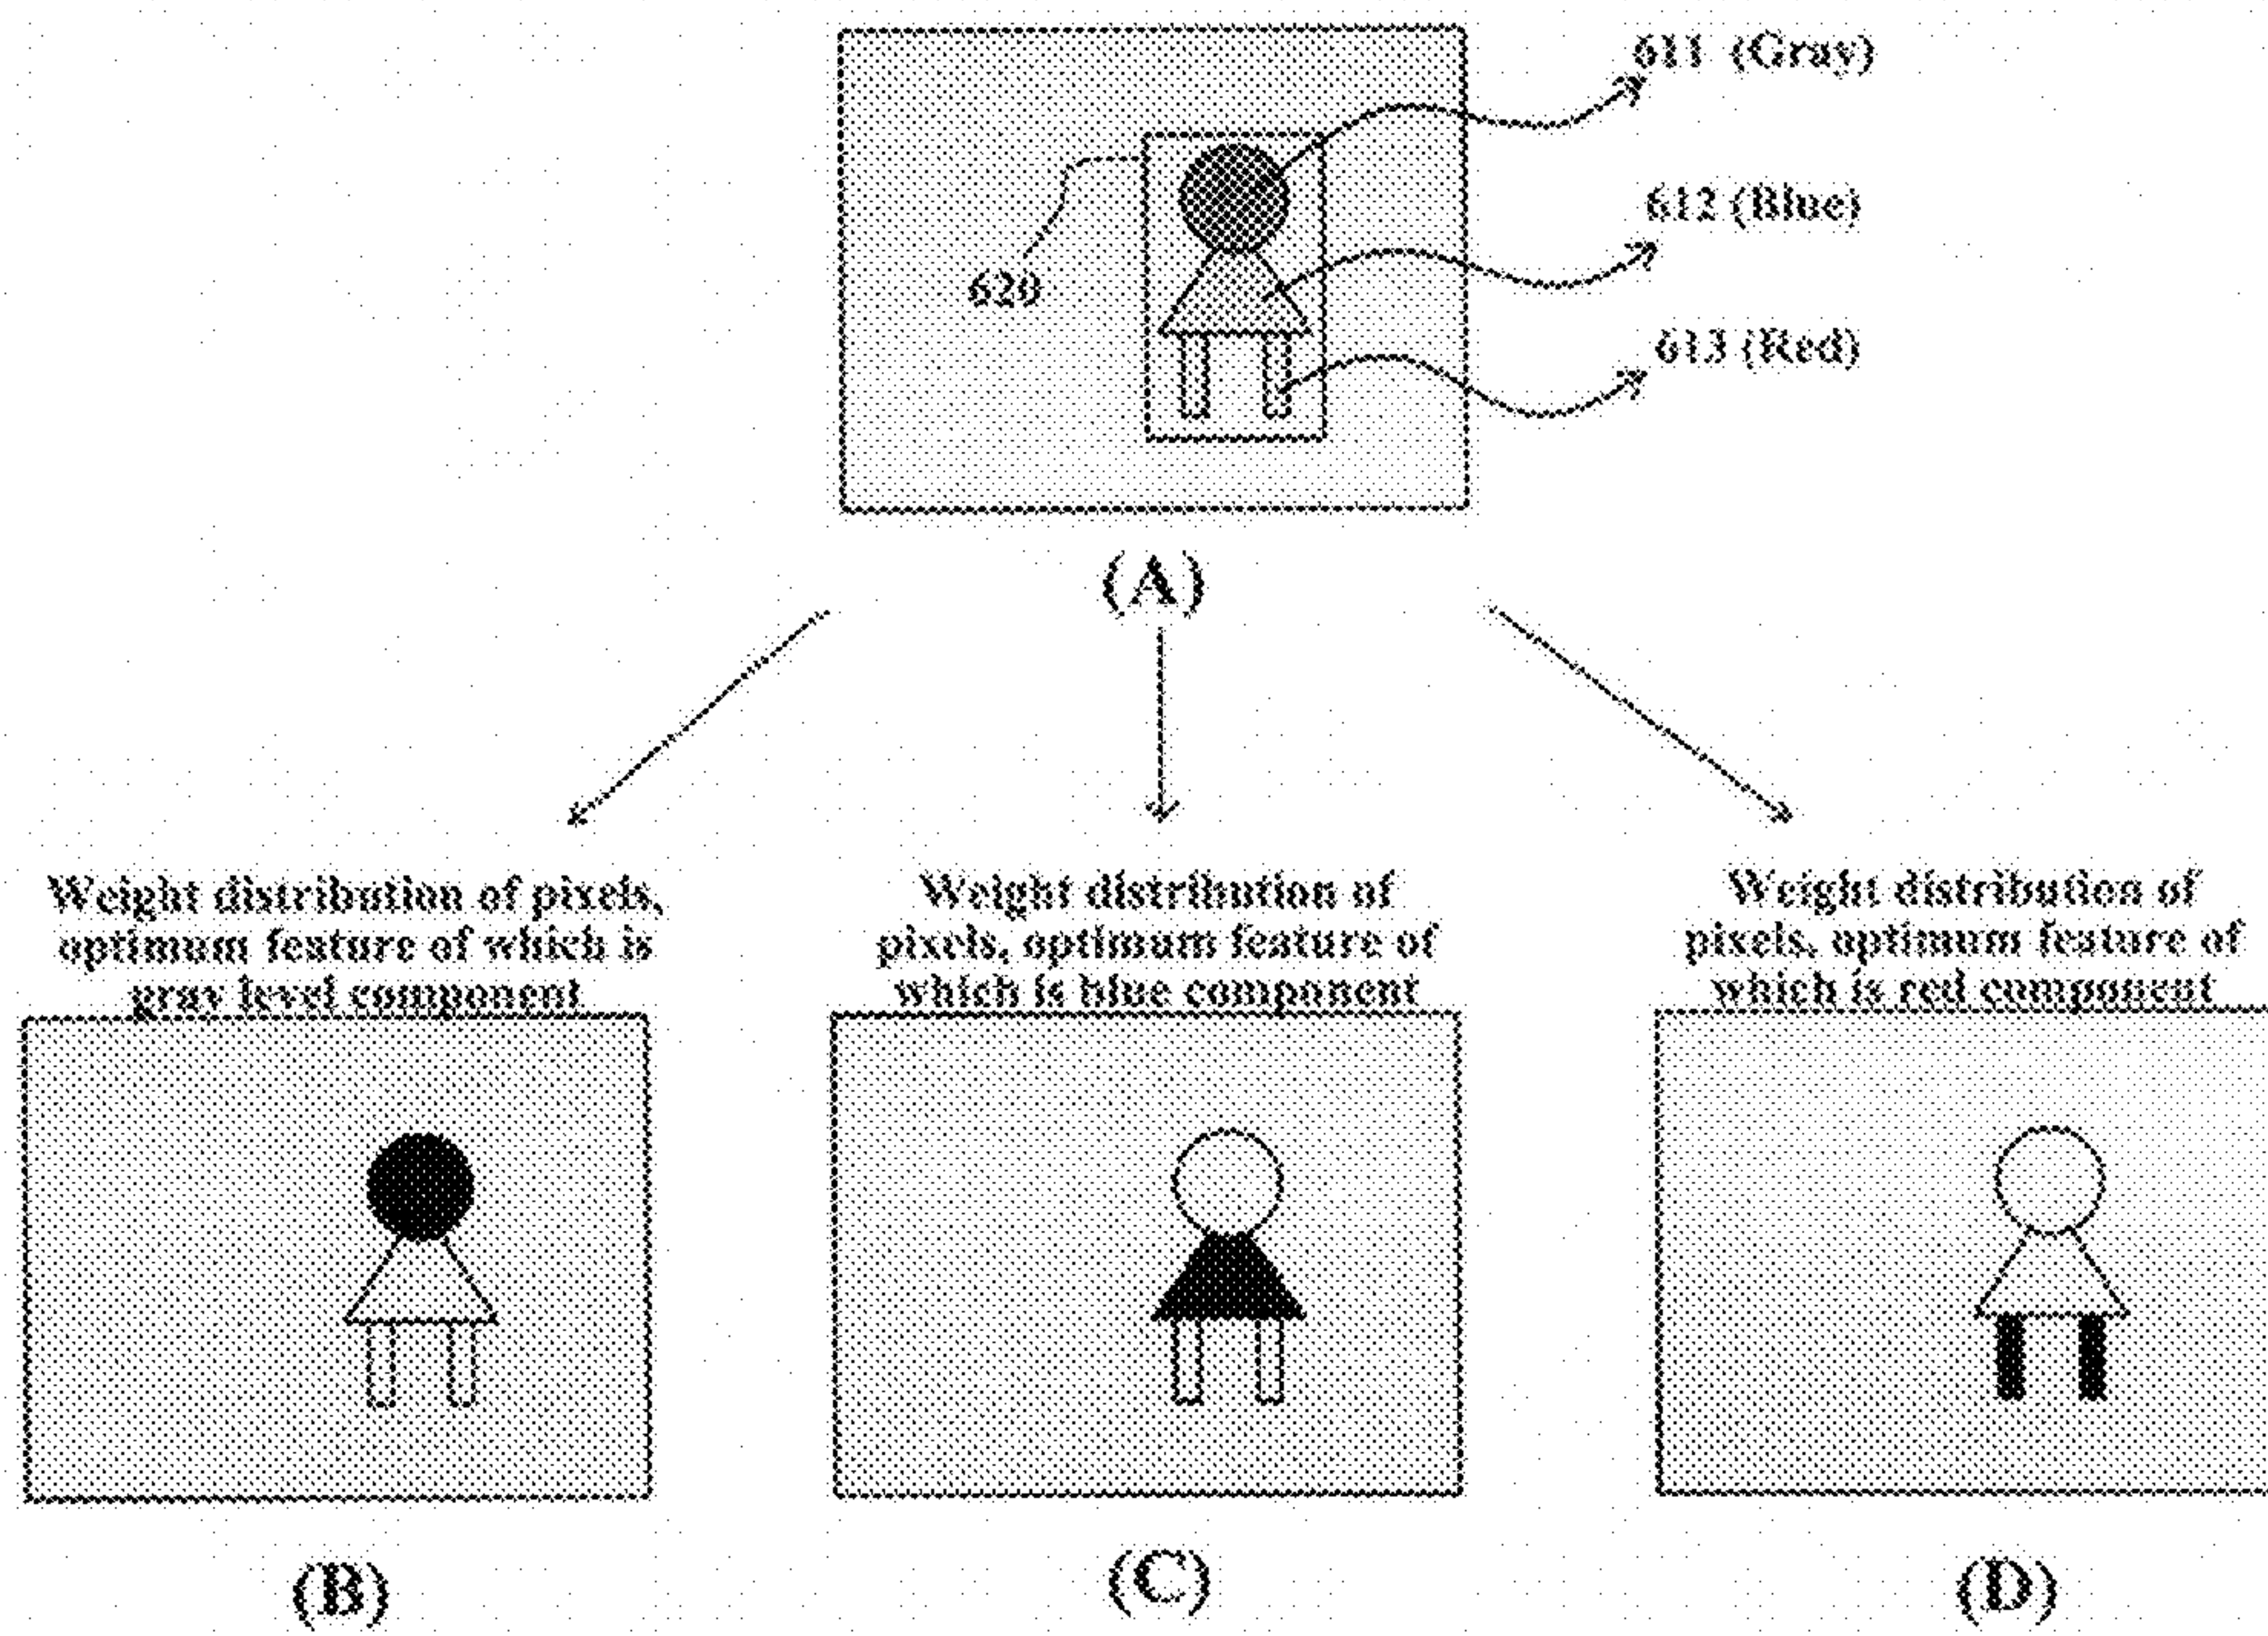 611 (Gray)
612 (Blue)
620
613 (Red)
(A)
Weight distribution of pixels,
optimum feature of which is
gray level component
Weight distribution of
pixels, optimum feature of
which is blue component
Weight distribution of
pixels, optimum feature of
which is red component
(B)
(C)
(D)